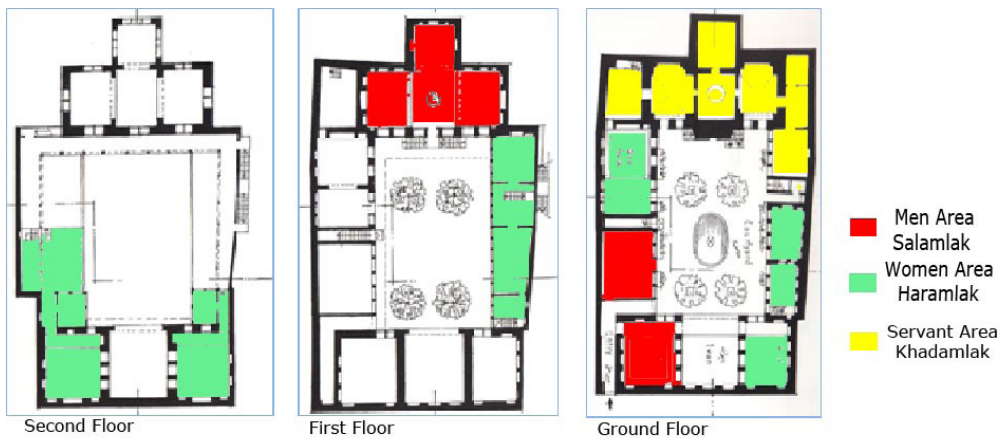 Men Area
Salamlak
Women Area
Haramlak
Servant Area
Khadamlak
Second Floor
First Floor
Ground Floor